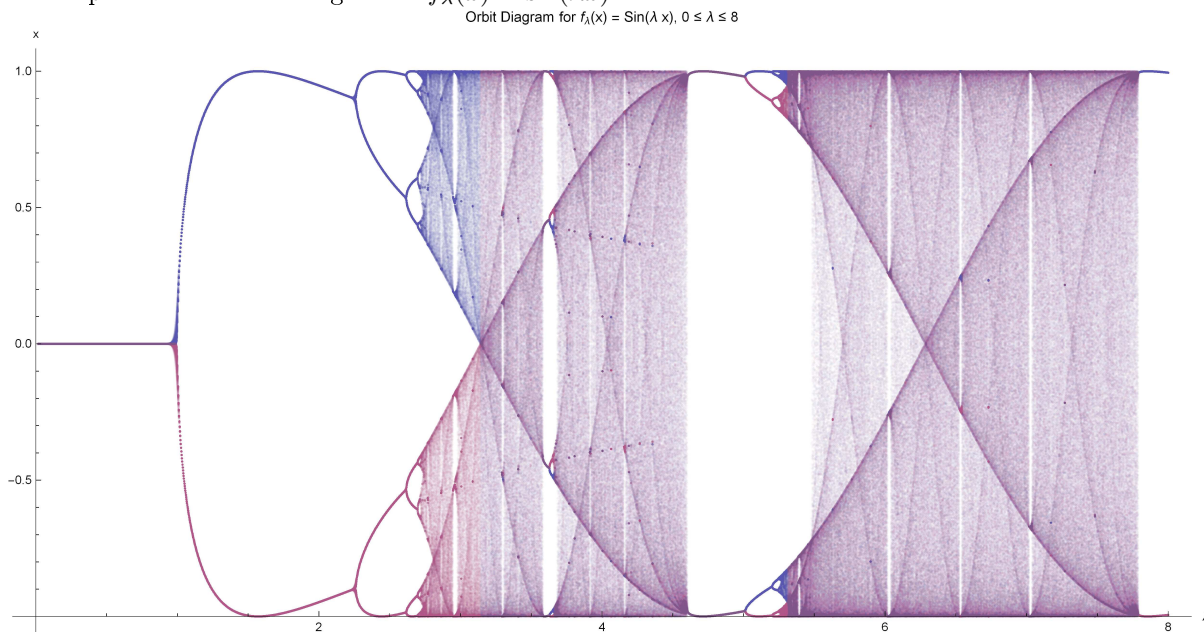 Orbit Diagram for fλ(x) = Sin(λ x), 0 ≤ λ ≤ 8
x
1.0
0.5
0.0
−0.5
2 4 6 8